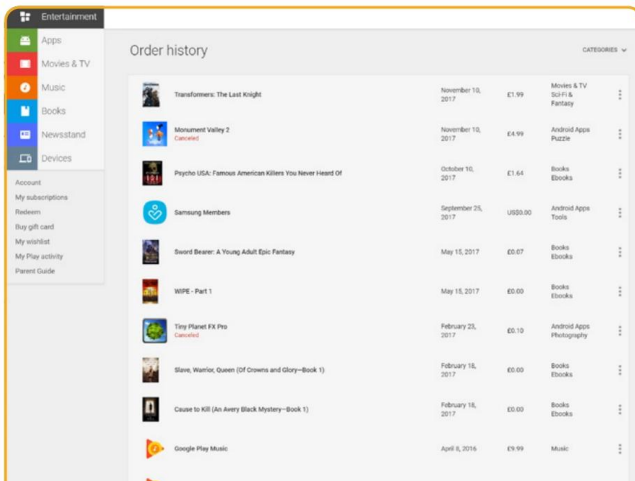 Entertainment
Apps
Movies & TV
Music
Books
Newsstand
Devices
Account
My subscriptions
Redeem
Buy gift card
My wishlist
My Play activity
Parent Guide
Order history
CATEGORIES
Transformers: The Last Knight
November 10,
2017
£1.99
Movies & TV
Sci-Fi &
Fantasy
Monument Valley 2
Canceled
November 10,
2017
£4.99
Android Apps
Puzzle
Psycho USA: Famous American Killers You Never Heard Of
October 10,
2017
£1.64
Books
Ebooks
Samsung Members
September 25,
2017
US$0.00
Android Apps
Tools
Sword Bearer: A Young Adult Epic Fantasy
May 15, 2017
£0.07
Books
Ebooks
WIPE - Part 1
May 15, 2017
£0.00
Books
Ebooks
Tiny Planet FX Pro
Canceled
February 23,
2017
£0.10
Android Apps
Photography
Slave, Warrior, Queen (Of Crowns and Glory—Book 1)
February 18,
2017
£0.00
Books
Ebooks
Cause to Kill (An Avery Black Mystery—Book 1)
February 18,
2017
£0.00
Books
Ebooks
Google Play Music
April 8, 2016
£9.99
Music